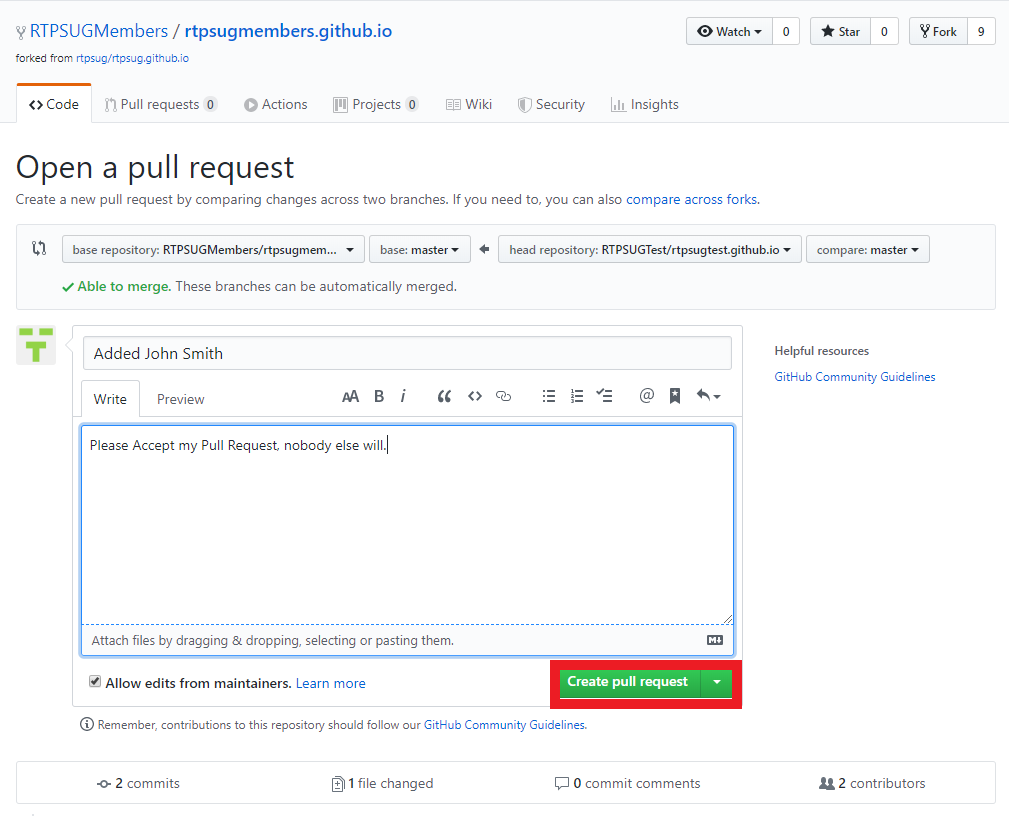 RTPSUGMembers / rtpsugmembers.github.io Watch 0 Star 0 Fork 9
forked from rtpsug/rtpsug.github.io
Code Pull requests 0 Actions Projects 0 Wiki Security Insights
Open a pull request
Create a new pull request by comparing changes across two branches. If you need to, you can also compare across forks.
base repository: RTPSUGMembers/rtpsugmem... base: master head repository: RTPSUGTest/rtpsugtest.github.io compare: master
Able to merge. These branches can be automatically merged.
Added John Smith
Helpful resources
GitHub Community Guidelines
Write Preview AA B i @
Please Accept my Pull Request, nobody else will.
Attach files by dragging & dropping, selecting or pasting them.
Allow edits from maintainers. Learn more
Create pull request
Remember, contributions to this repository should follow our GitHub Community Guidelines.
2 commits 1 file changed 0 commit comments 2 contributors